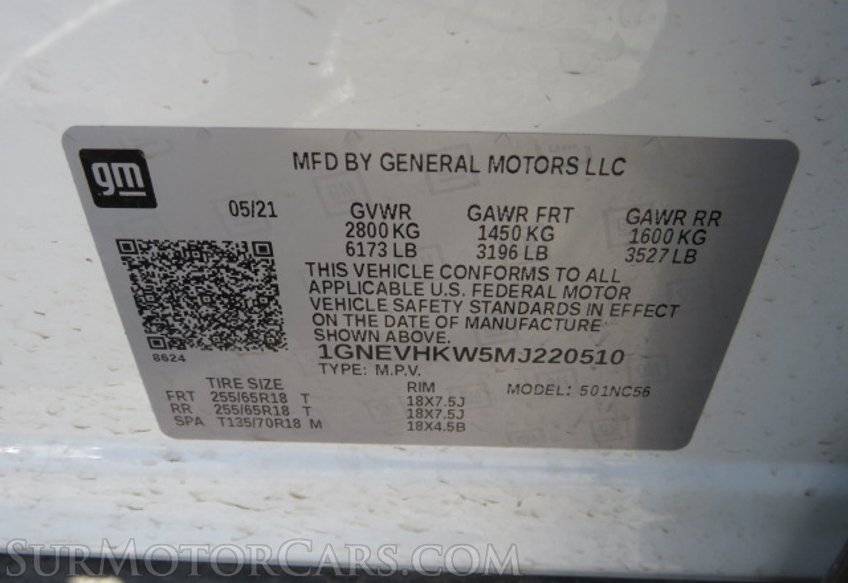 gm
MFD BY GENERAL MOTORS LLC
05/21 GVWR GAWR FRT GAWR RR
2800 KG 1450 KG 1600 KG
6173 LB 3196 LB 3527 LB
THIS VEHICLE CONFORMS TO ALL
APPLICABLE U.S. FEDERAL MOTOR
VEHICLE SAFETY STANDARDS IN EFFECT
ON THE DATE OF MANUFACTURE
SHOWN ABOVE.
8624
1GNEVHKW5MJ220510
TYPE: M.P.V.
TIRE SIZE RIM MODEL: 501NC56
FRT 255/65R18 T 18X7.5J
RR 255/65R18 T 18X7.5J
SPA T135/70R18 M 18X4.5B
SurMotorCars.com